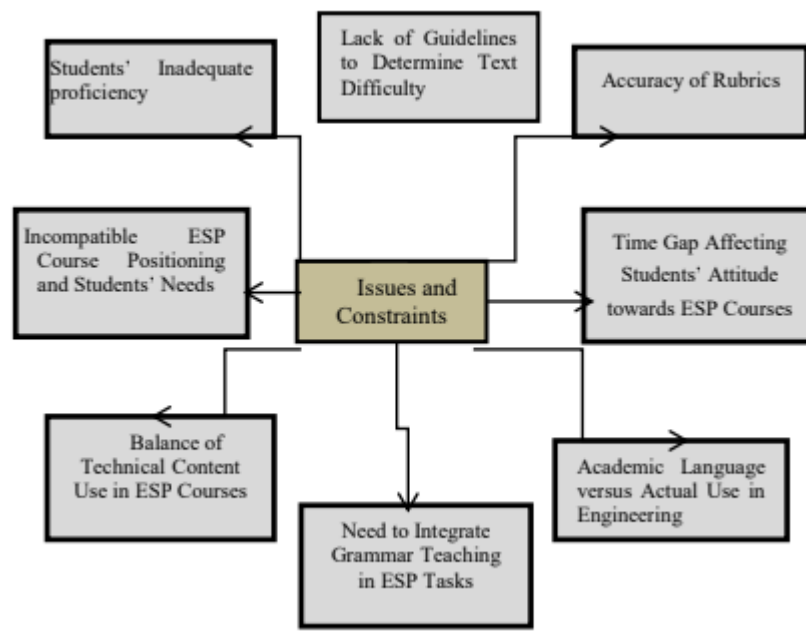 Students' Inadequate
proficiency
Lack of Guidelines
to Determine Text
Difficulty
Accuracy of Rubrics
Incompatible ESP
Course Positioning
and Students' Needs
Issues and
Constraints
Time Gap Affecting
Students' Attitude
towards ESP Courses
Balance of
Technical Content
Use in ESP Courses
Need to Integrate
Grammar Teaching
in ESP Tasks
Academic Language
versus Actual Use in
Engineering